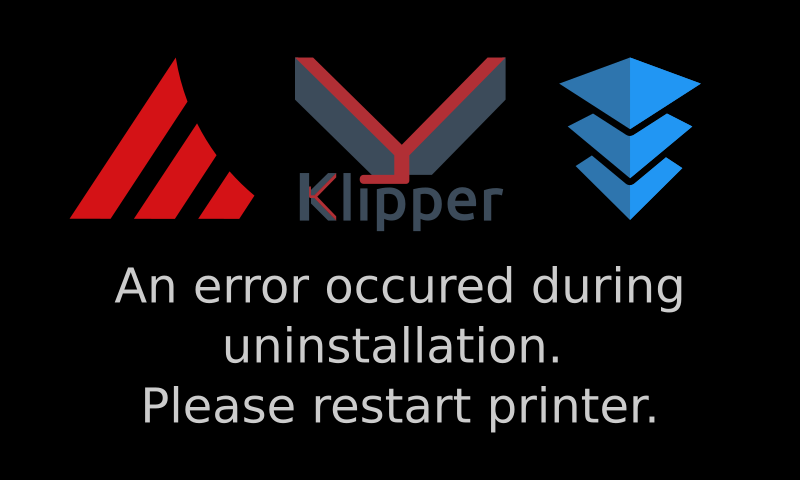 Klipper
An error occured during
uninstallation.
Please restart printer.